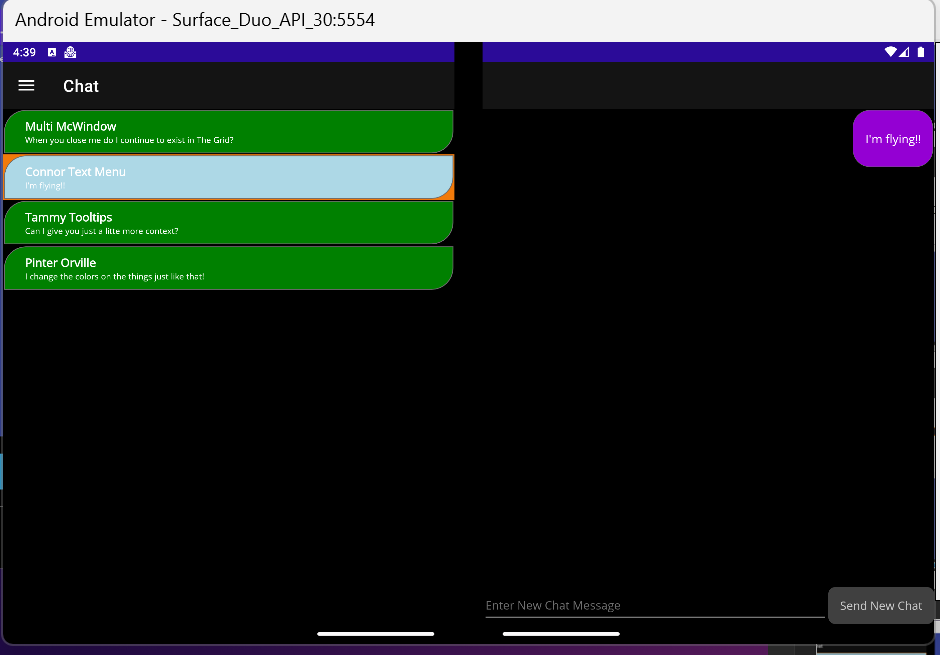 Android Emulator - Surface_Duo_API_30:5554
4:39
Chat
Multi McWindow
When you close me do I continue to exist in The Grid?
I'm flying!!
Connor Text Menu
I'm flying!!
Tammy Tooltips
Can I give you just a litte more context?
Pinter Orville
I change the colors on the things just like that!
Enter New Chat Message
Send New Chat